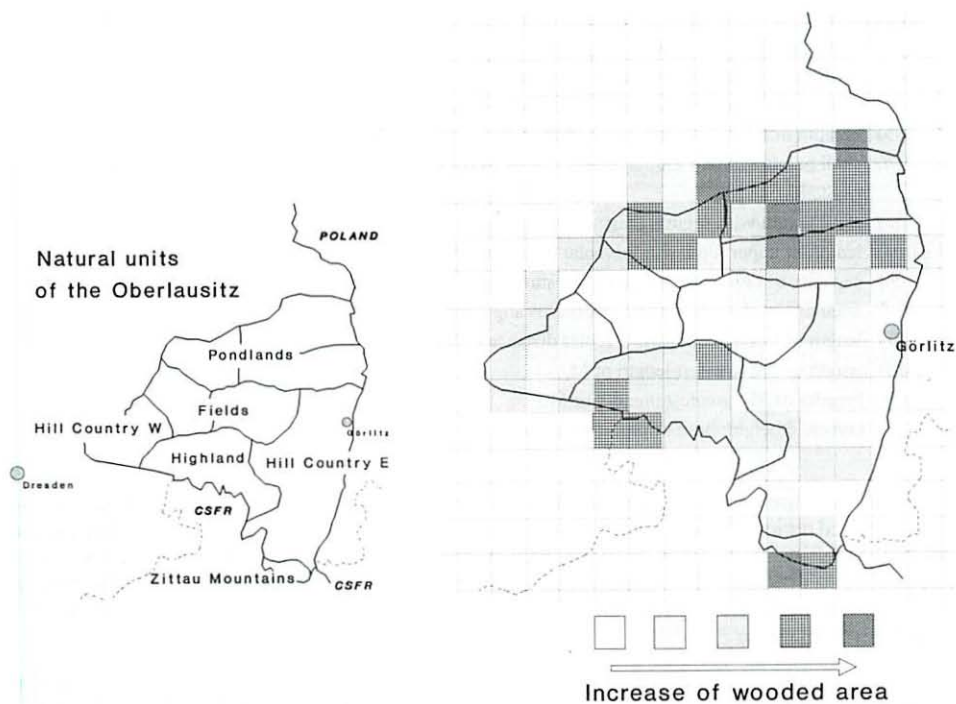 POLAND
Natural units
of the Oberlausitz
Pondlands
Fields
Hill Country W
Görlitz
Highland
Hill Country E
Dresden
CSFR
Zittau Mountains
CSFR
Görlitz
Increase of wooded area